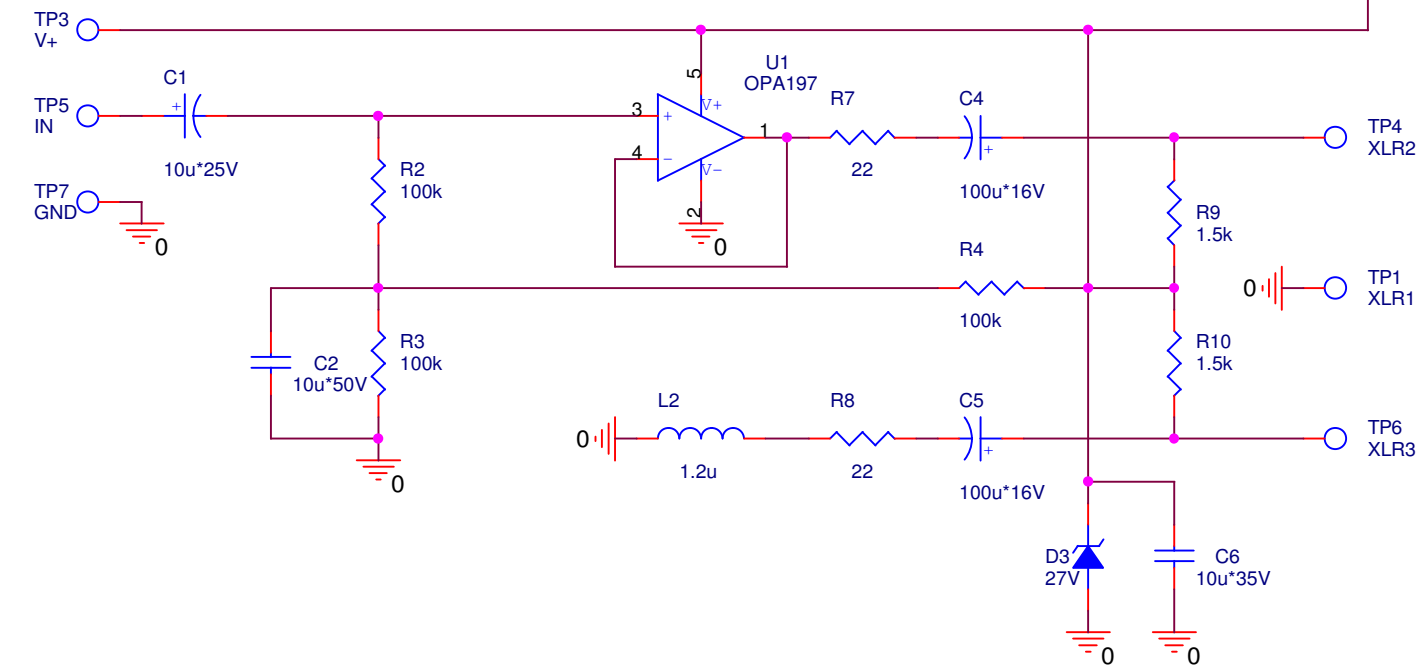 TP3
V+
TP5
IN
TP7
GND
0
C1
+
10u*25V
R2
100k
R3
100k
C2
10u*50V
0
U1
OPA197
5
V+
3
+
4
−
1
V−
2
0
R7
22
C4
+
100u*16V
R4
100k
R9
1.5k
R10
1.5k
TP4
XLR2
0
TP1
XLR1
0
L2
1.2u
R8
22
C5
+
100u*16V
TP6
XLR3
D3
27V
0
C6
10u*35V
0